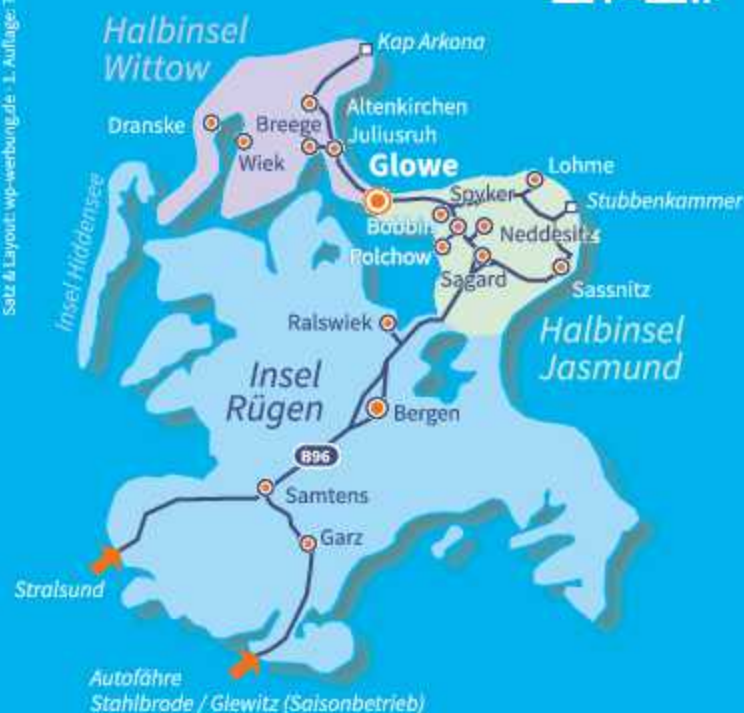 Satz & Layout: wp-werbung.de - 1. Auflage:
Halbinsel
Wittow
Kap Arkona
Altenkirchen
Dranske
Breege
Juliusruh
Wiek
Glowe
Lohme
Spyker
Stubbenkammer
Bobbin
Neddesitz
Polchow
Sagard
Sassnitz
Insel Hiddensee
Ralswiek
Halbinsel
Jasmund
Insel
Rügen
Bergen
B96
Samtens
Garz
Stralsund
Autofähre
Stahlbrode / Glewitz (Saisonbetrieb)